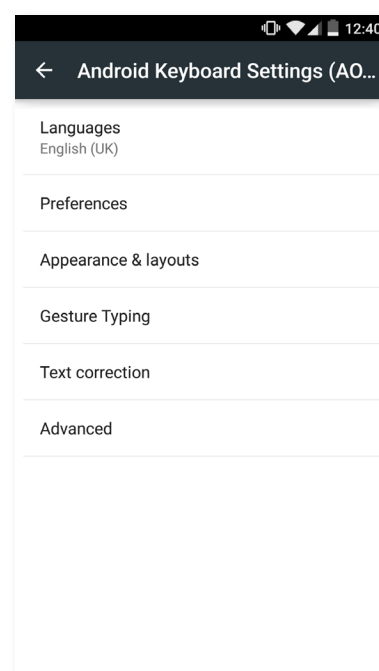 12:40
Android Keyboard Settings (AO...
Languages
English (UK)
Preferences
Appearance & layouts
Gesture Typing
Text correction
Advanced